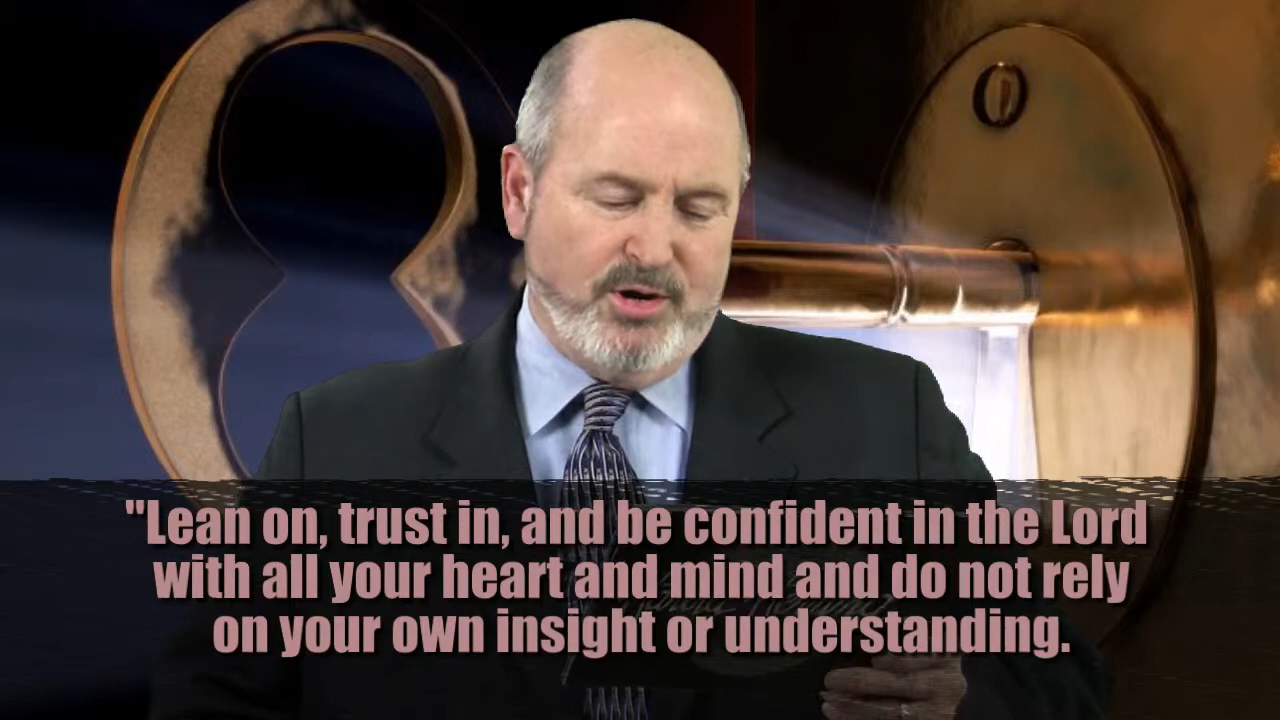 "Lean on, trust in, and be confident in the Lord
with all your heart and mind and do not rely
on your own insight or understanding.